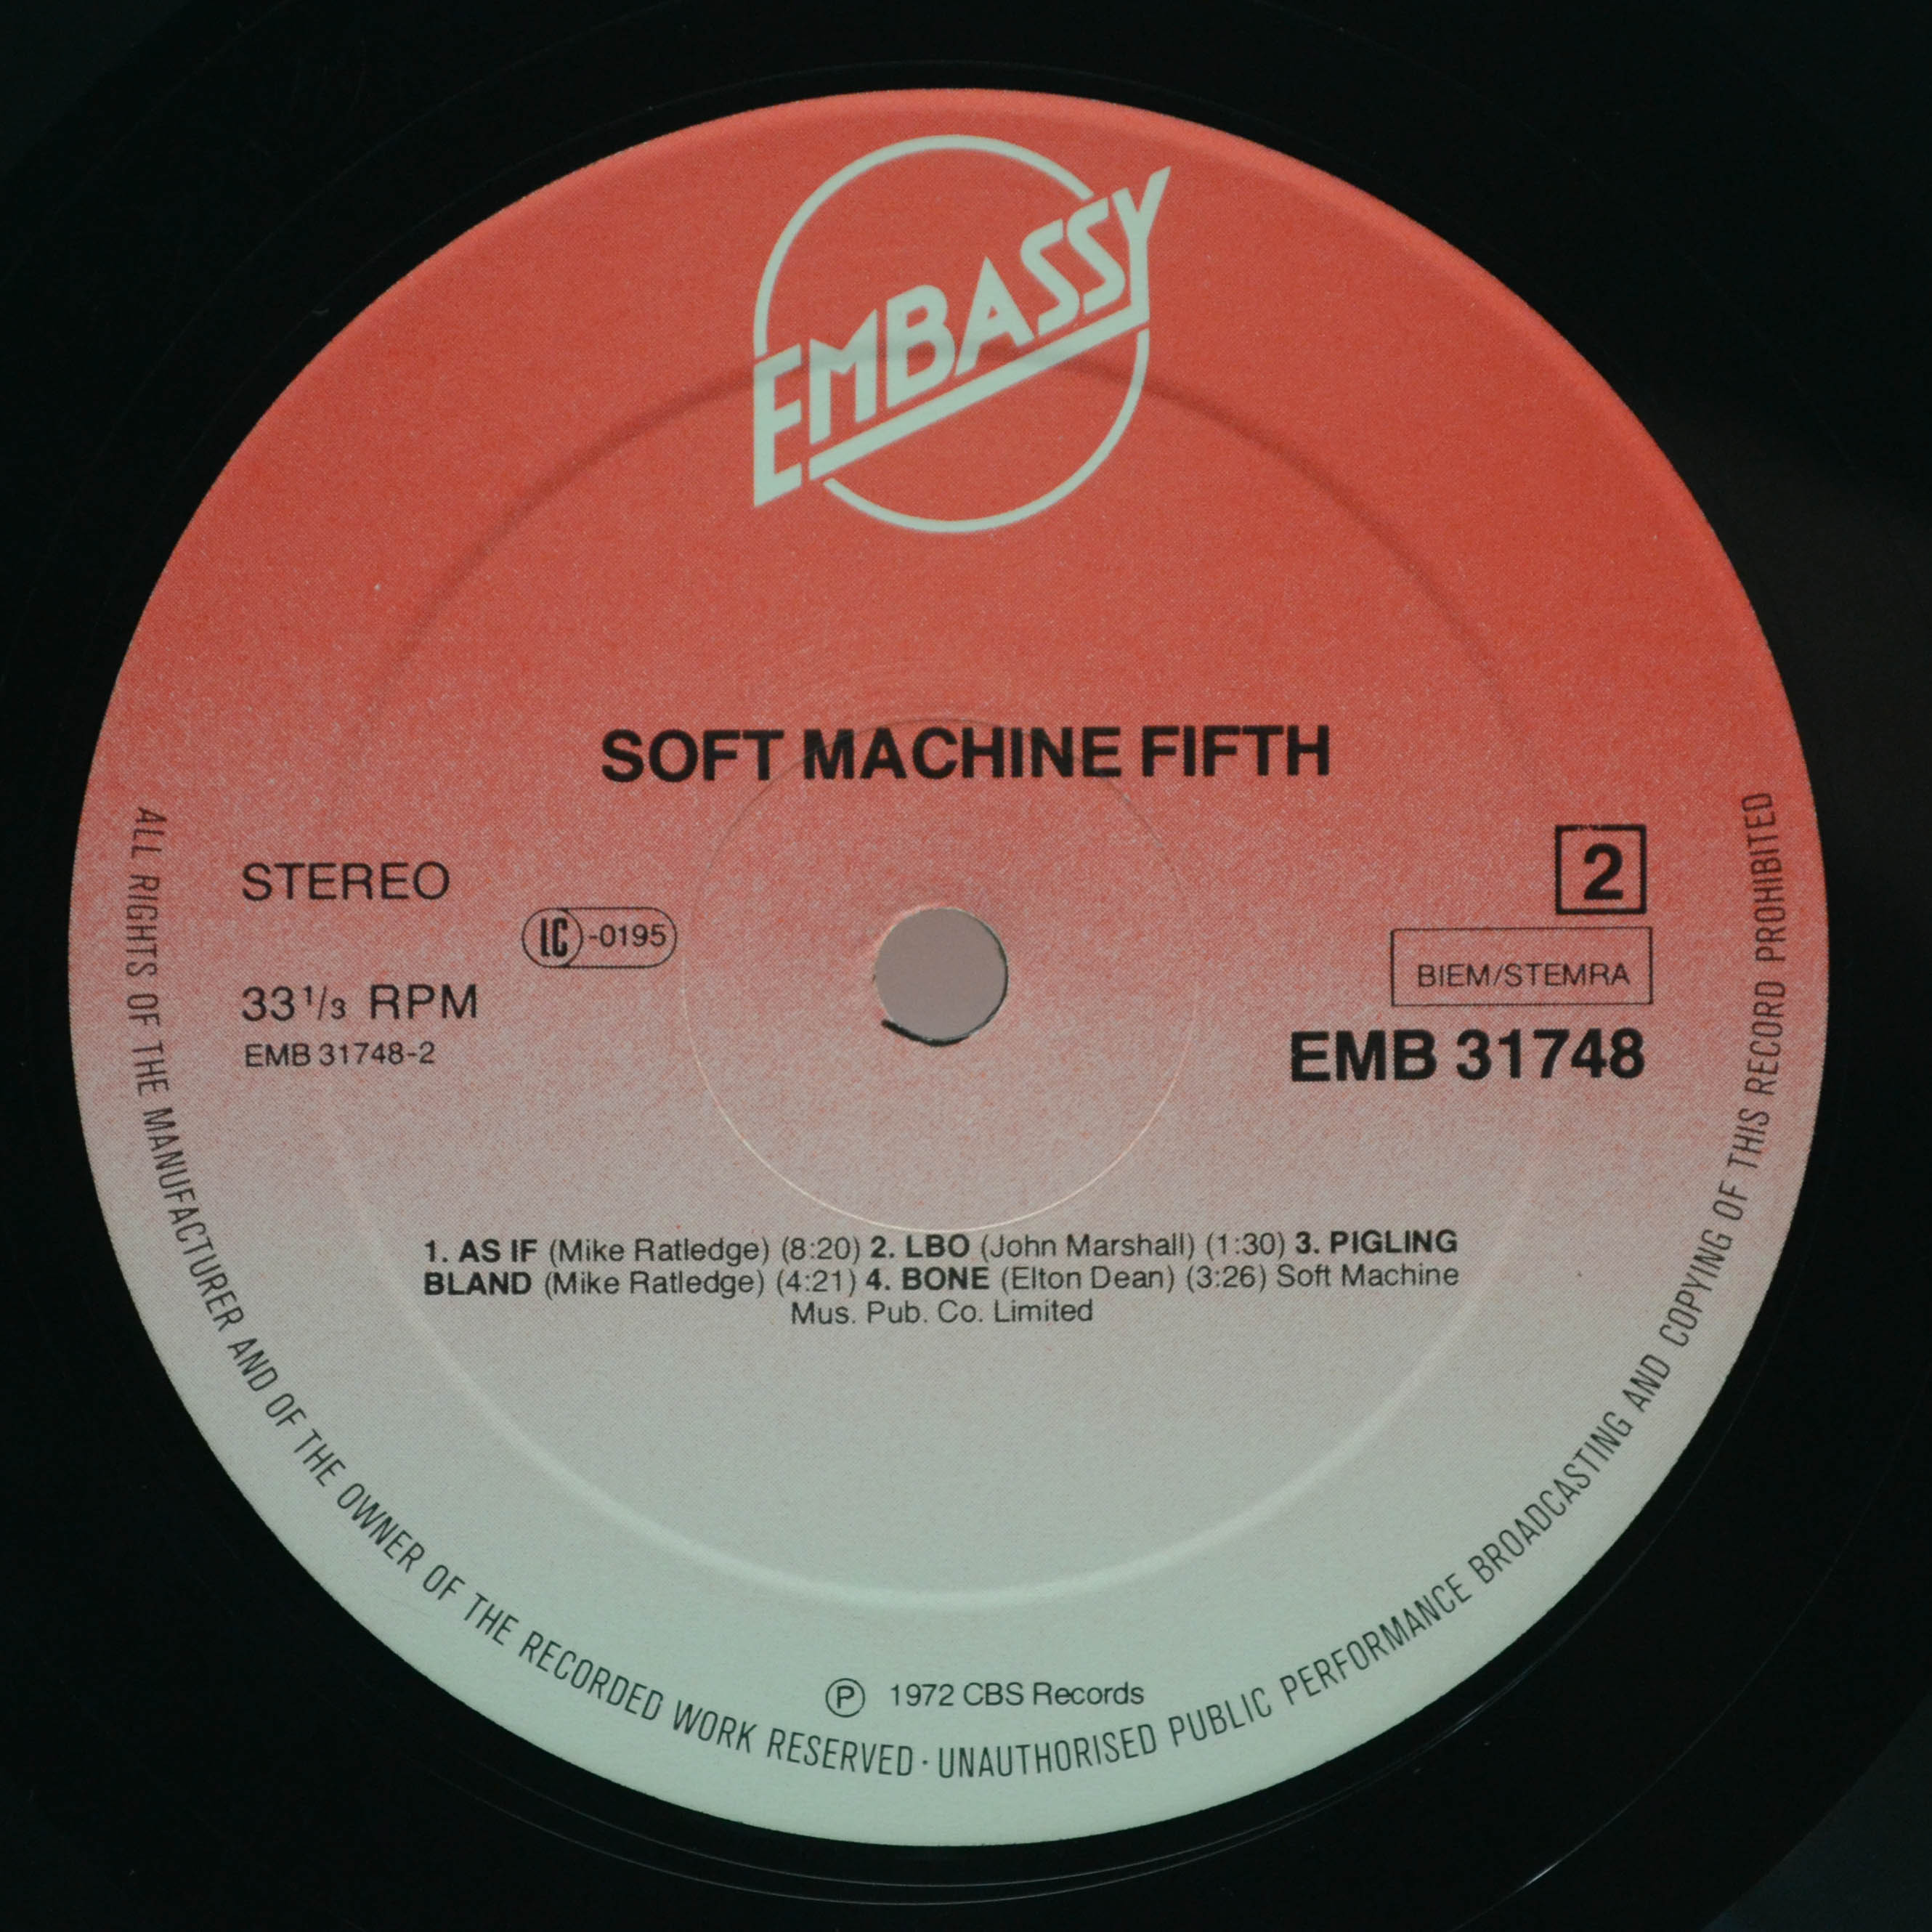 EMBASSY
SOFT MACHINE FIFTH
STEREO
2
LC -0195
BIEM/STEMRA
33 1/3 RPM
EMB 31748-2
EMB 31748
1. AS IF (Mike Ratledge) (8:20) 2. LBO (John Marshall) (1:30) 3. PIGLING
BLAND (Mike Ratledge) (4:21) 4. BONE (Elton Dean) (3:26) Soft Machine
Mus. Pub. Co. Limited
℗ 1972 CBS Records
ALL RIGHTS OF THE MANUFACTURER AND OF THE OWNER OF THE RECORDED WORK RESERVED · UNAUTHORISED PUBLIC PERFORMANCE BROADCASTING AND COPYING OF THIS RECORD PROHIBITED